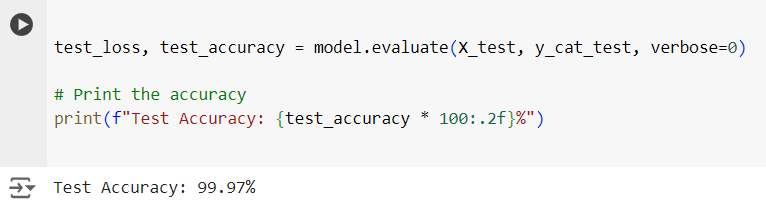 test_loss, test_accuracy = model.evaluate(X_test, y_cat_test, verbose=0)
# Print the accuracy
print(f"Test Accuracy: {test_accuracy * 100:.2f}%")
Test Accuracy: 99.97%